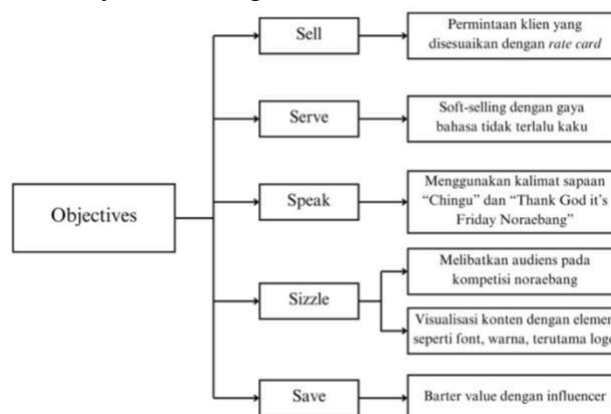 Sell
Permintaan klien yang
disesuaikan dengan rate card
Serve
Soft-selling dengan gaya
bahasa tidak terlalu kaku
Objectives
Speak
Menggunakan kalimat sapaan
“Chingu” dan “Thank God it's
Friday Noraebang”
Sizzle
Melibatkan audiens pada
kompetisi noraebang
Visualisasi konten dengan elemen
seperti font, warna, terutama logo
Save
Barter value dengan influencer